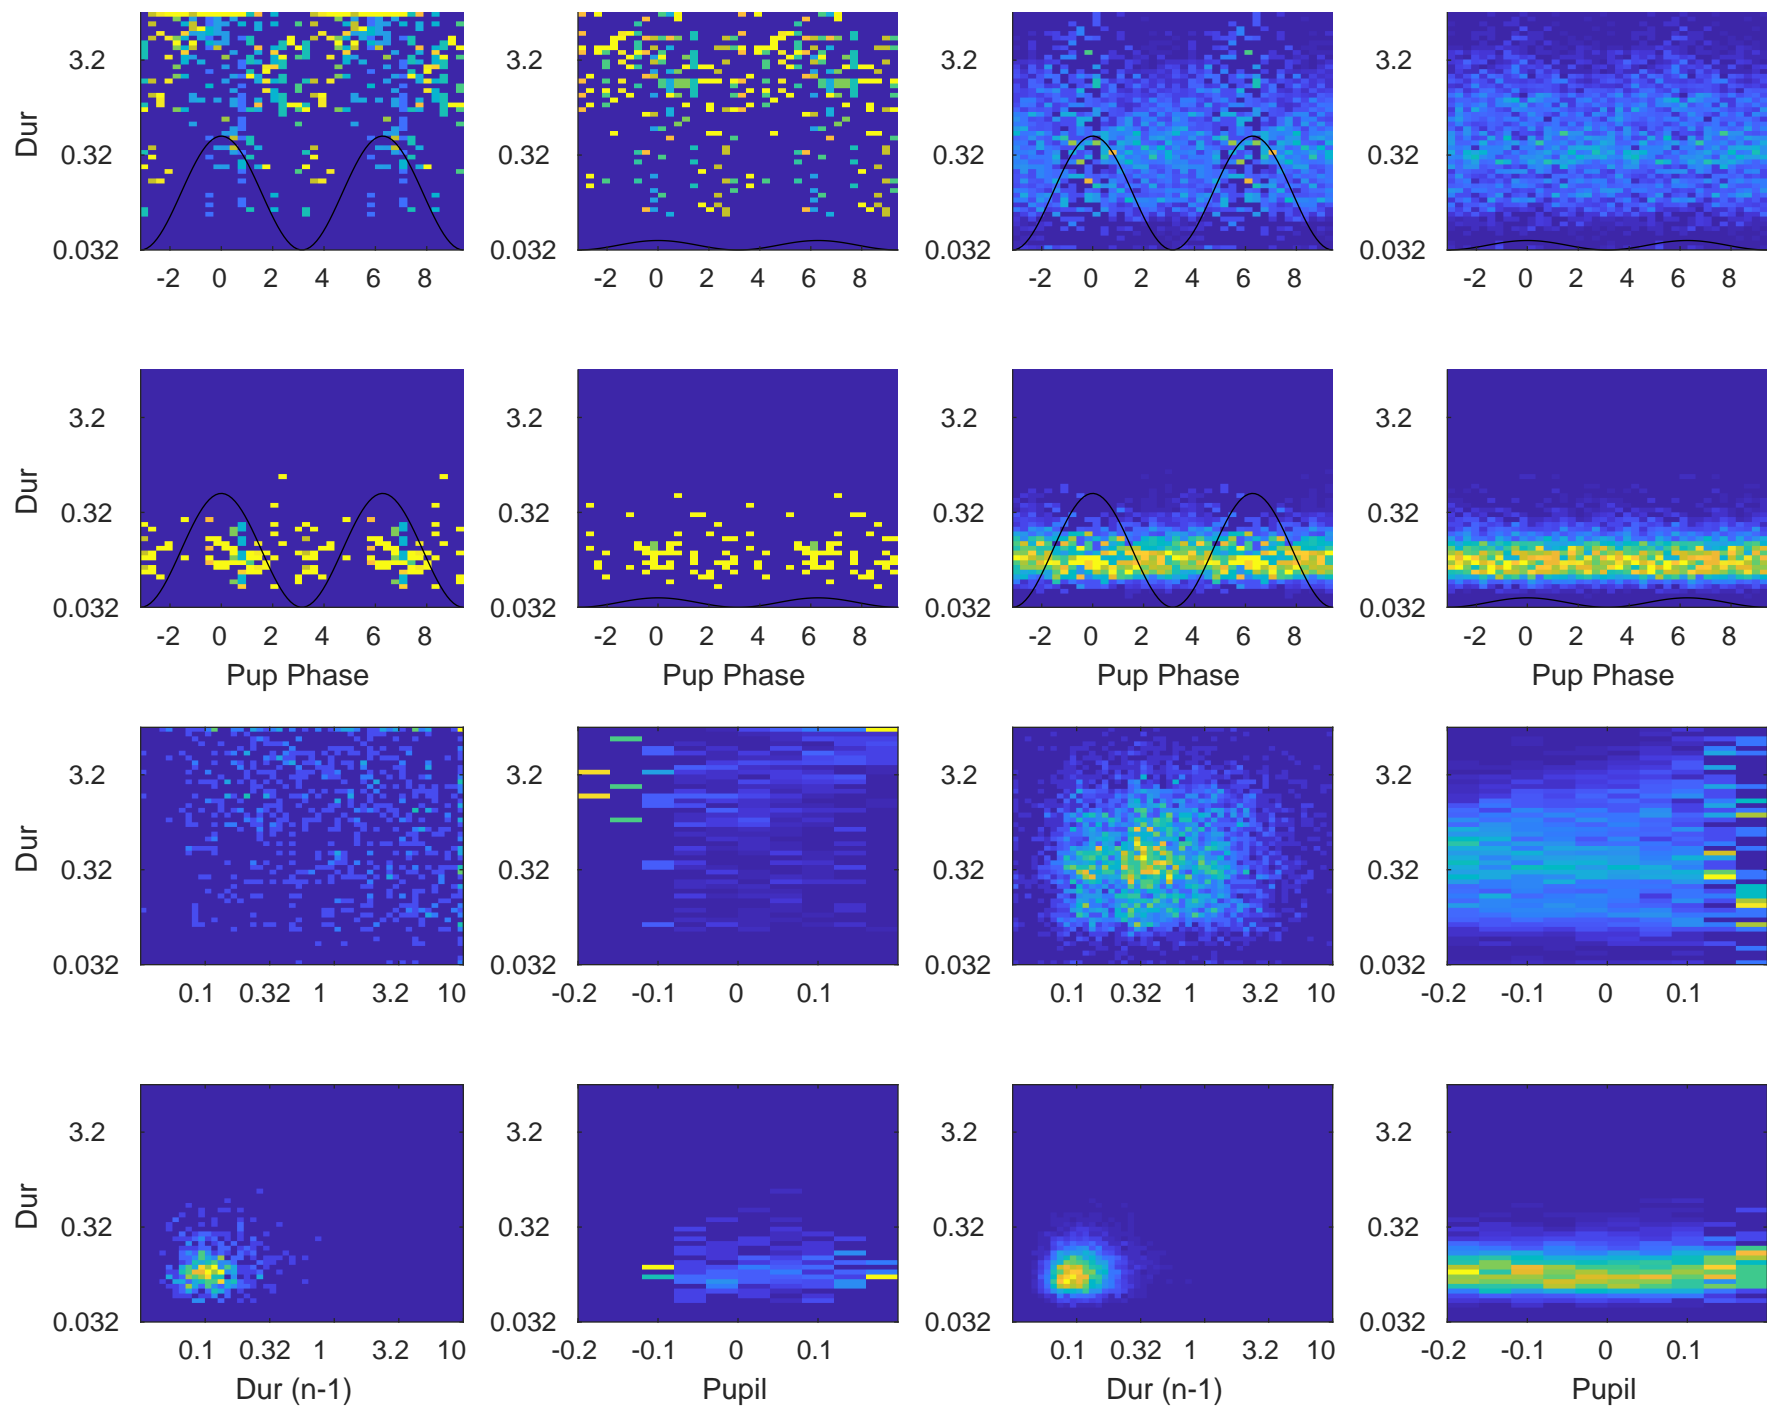 3.2 3.2 3.2 3.2
Dur
0.32 0.32 0.32 0.32
0.032 0.032 0.032 0.032
-2 0 2 4 6 8 -2 0 2 4 6 8 -2 0 2 4 6 8 -2 0 2 4 6 8
3.2 3.2 3.2 3.2
Dur
0.32 0.32 0.32 0.32
0.032 0.032 0.032 0.032
-2 0 2 4 6 8 -2 0 2 4 6 8 -2 0 2 4 6 8 -2 0 2 4 6 8
Pup Phase Pup Phase Pup Phase Pup Phase
3.2 3.2 3.2 3.2
Dur
0.32 0.32 0.32 0.32
0.032 0.032 0.032 0.032
0.1 0.32 1 3.2 10 -0.2 -0.1 0 0.1 0.1 0.32 1 3.2 10 -0.2 -0.1 0 0.1
3.2 3.2 3.2 3.2
Dur
0.32 0.32 0.32 0.32
0.032 0.032 0.032 0.032
0.1 0.32 1 3.2 10 -0.2 -0.1 0 0.1 0.1 0.32 1 3.2 10 -0.2 -0.1 0 0.1
Dur (n-1) Pupil Dur (n-1) Pupil